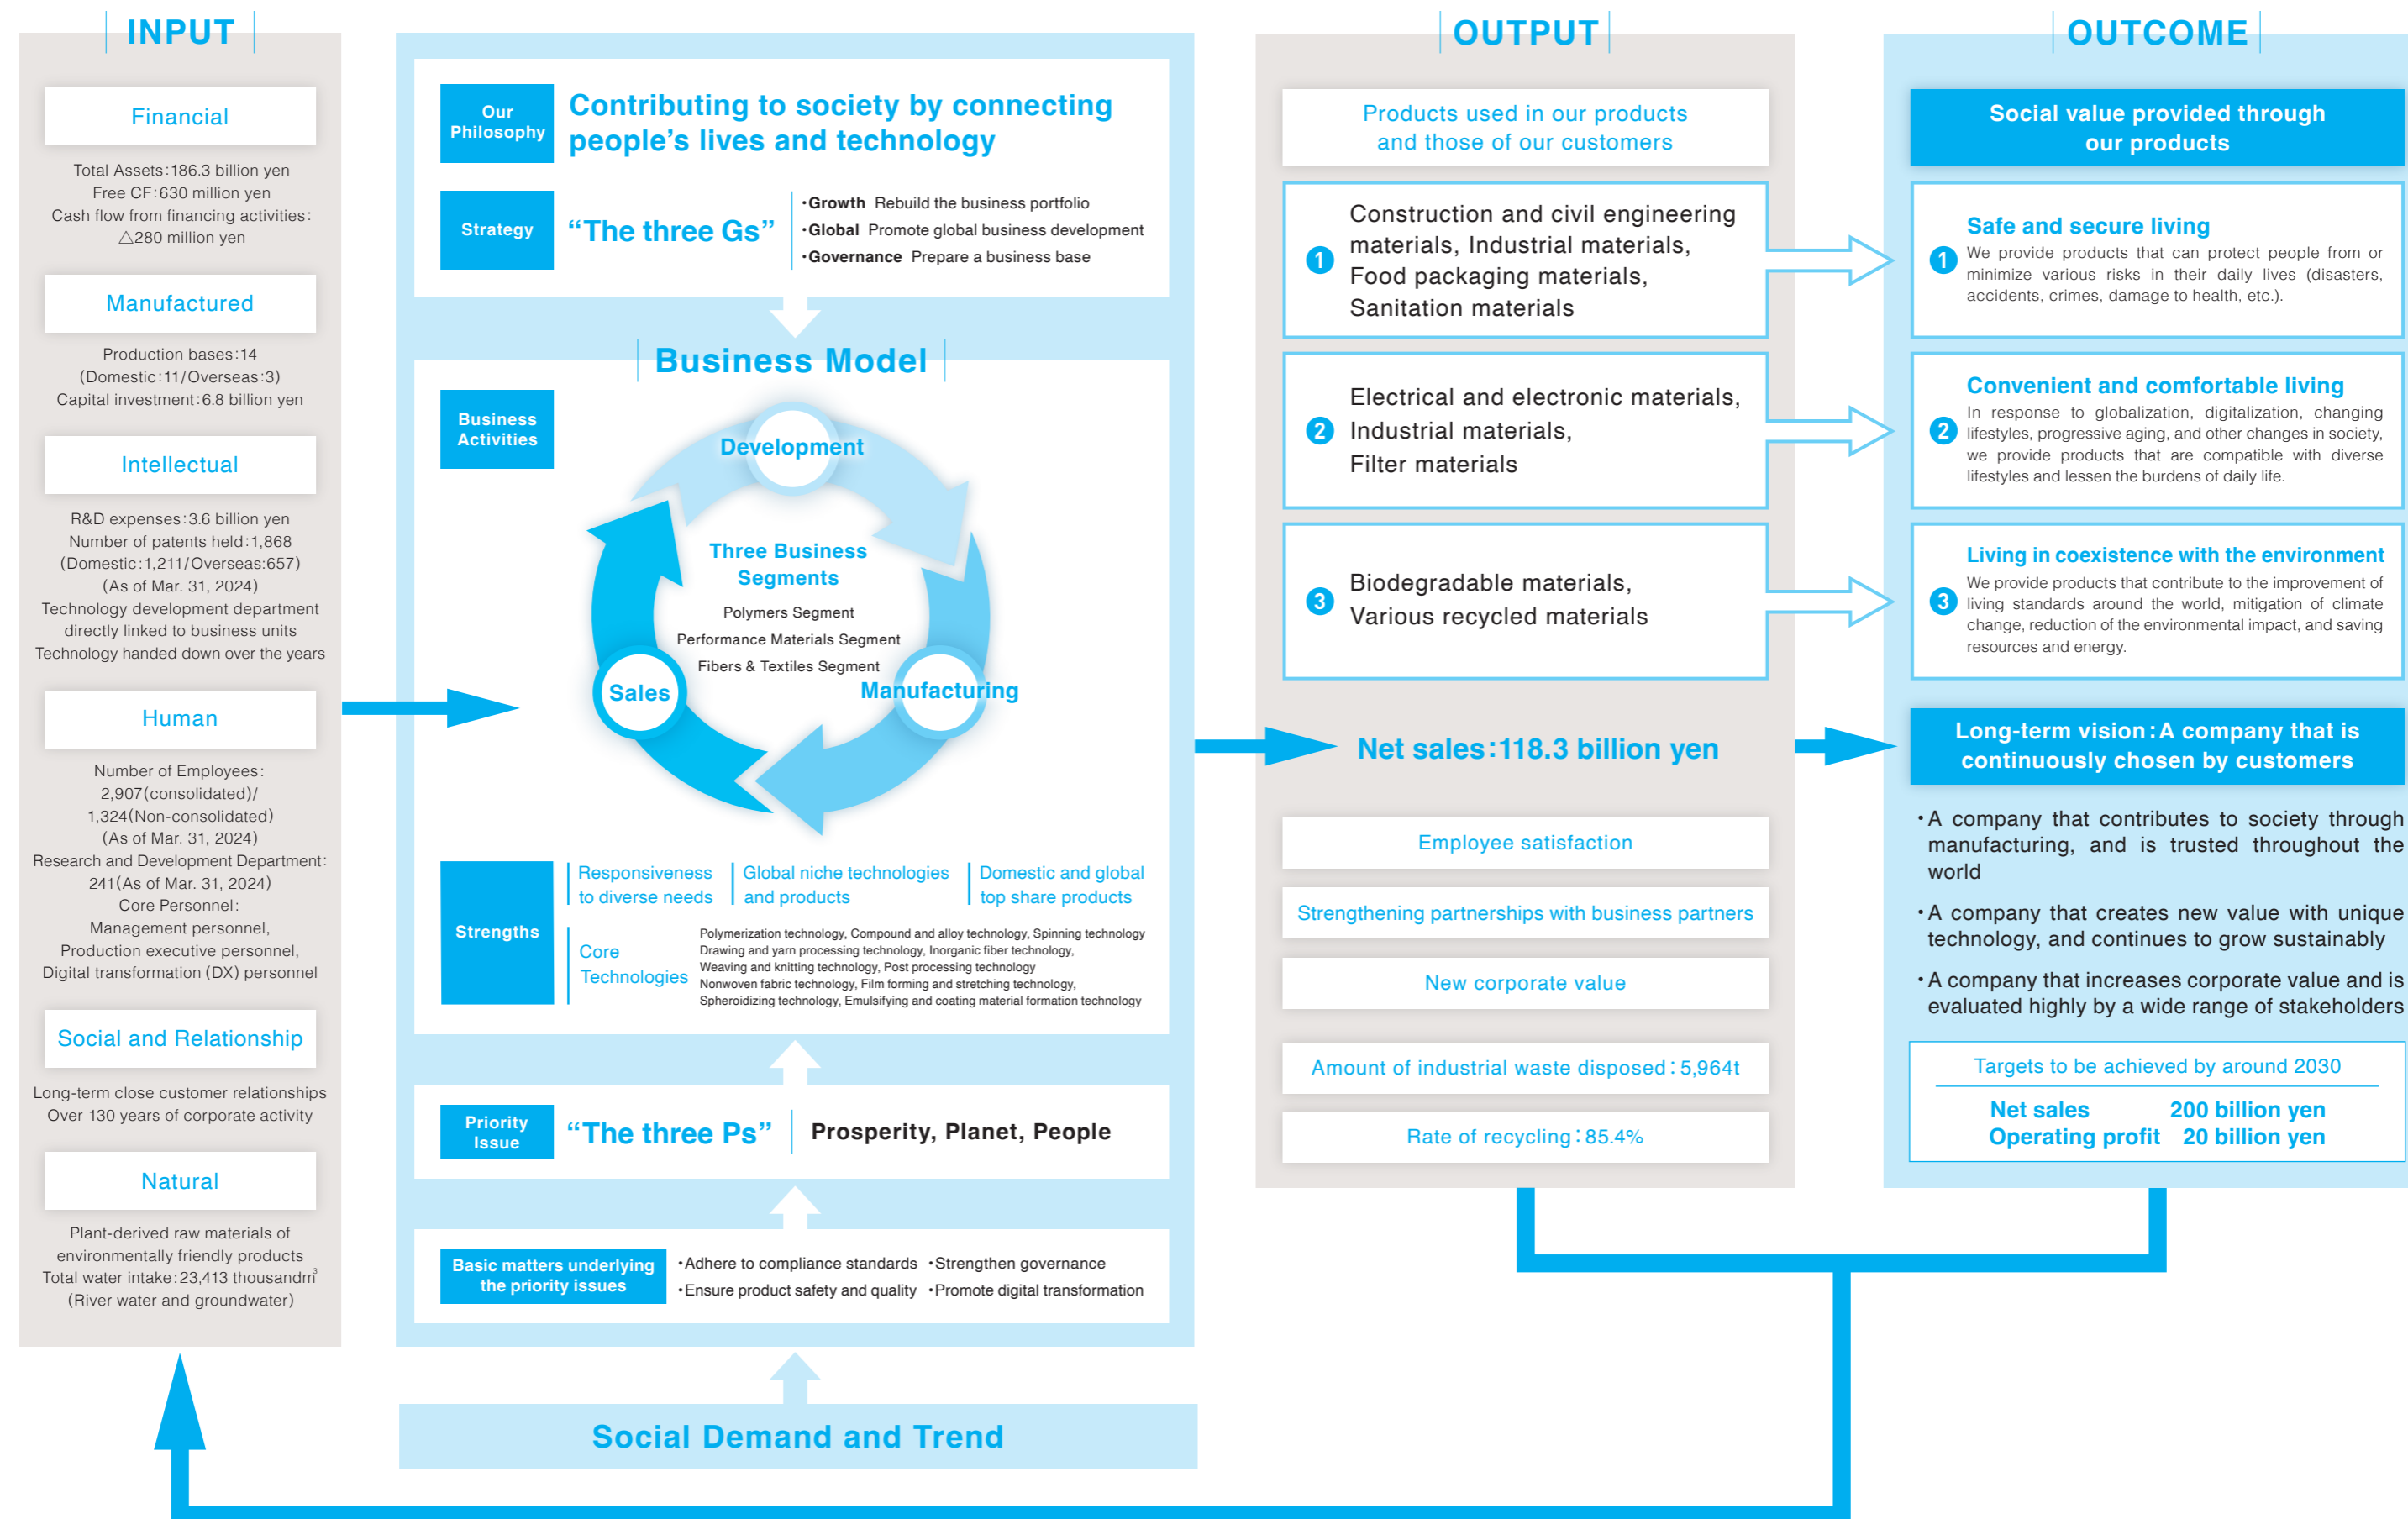 INPUT
Financial
Total Assets:186.3 billion yen
Free CF:630 million yen
Cash flow from financing activities:
△280 million yen
Manufactured
Production bases:14
(Domestic:11/Overseas:3)
Capital investment:6.8 billion yen
Intellectual
R&D expenses:3.6 billion yen
Number of patents held:1,868
(Domestic:1,211/Overseas:657)
(As of Mar. 31, 2024)
Technology development department
directly linked to business units
Technology handed down over the years
Human
Number of Employees:
2,907(consolidated)/
1,324(Non-consolidated)
(As of Mar. 31, 2024)
Research and Development Department:
241(As of Mar. 31, 2024)
Core Personnel:
Management personnel,
Production executive personnel,
Digital transformation (DX) personnel
Social and Relationship
Long-term close customer relationships
Over 130 years of corporate activity
Natural
Plant-derived raw materials of
environmentally friendly products
Total water intake:23,413 thousandm³
(River water and groundwater)
Our
Philosophy
Contributing to society by connecting
people's lives and technology
Strategy
“The three Gs”
・Growth Rebuild the business portfolio
・Global Promote global business development
・Governance Prepare a business base
Business Model
Business
Activities
Development
Three Business
Segments
Polymers Segment
Performance Materials Segment
Fibers & Textiles Segment
Sales
Manufacturing
Strengths
Responsiveness
to diverse needs
Global niche technologies
and products
Domestic and global
top share products
Core
Technologies
Polymerization technology, Compound and alloy technology, Spinning technology
Drawing and yarn processing technology, Inorganic fiber technology,
Weaving and knitting technology, Post processing technology
Nonwoven fabric technology, Film forming and stretching technology,
Spheroidizing technology, Emulsifying and coating material formation technology
Priority
Issue
“The three Ps”
Prosperity, Planet, People
Basic matters underlying
the priority issues
・Adhere to compliance standards ・Strengthen governance
・Ensure product safety and quality ・Promote digital transformation
Social Demand and Trend
OUTPUT
Products used in our products
and those of our customers
1
Construction and civil engineering
materials, Industrial materials,
Food packaging materials,
Sanitation materials
2
Electrical and electronic materials,
Industrial materials,
Filter materials
3
Biodegradable materials,
Various recycled materials
Net sales:118.3 billion yen
Employee satisfaction
Strengthening partnerships with business partners
New corporate value
Amount of industrial waste disposed:5,964t
Rate of recycling:85.4%
OUTCOME
Social value provided through
our products
1
Safe and secure living
We provide products that can protect people from or
minimize various risks in their daily lives (disasters,
accidents, crimes, damage to health, etc.).
2
Convenient and comfortable living
In response to globalization, digitalization, changing
lifestyles, progressive aging, and other changes in society,
we provide products that are compatible with diverse
lifestyles and lessen the burdens of daily life.
3
Living in coexistence with the environment
We provide products that contribute to the improvement of
living standards around the world, mitigation of climate
change, reduction of the environmental impact, and saving
resources and energy.
Long-term vision:A company that is
continuously chosen by customers
・A company that contributes to society through
manufacturing, and is trusted throughout the
world
・A company that creates new value with unique
technology, and continues to grow sustainably
・A company that increases corporate value and is
evaluated highly by a wide range of stakeholders
Targets to be achieved by around 2030
Net sales 200 billion yen
Operating profit 20 billion yen